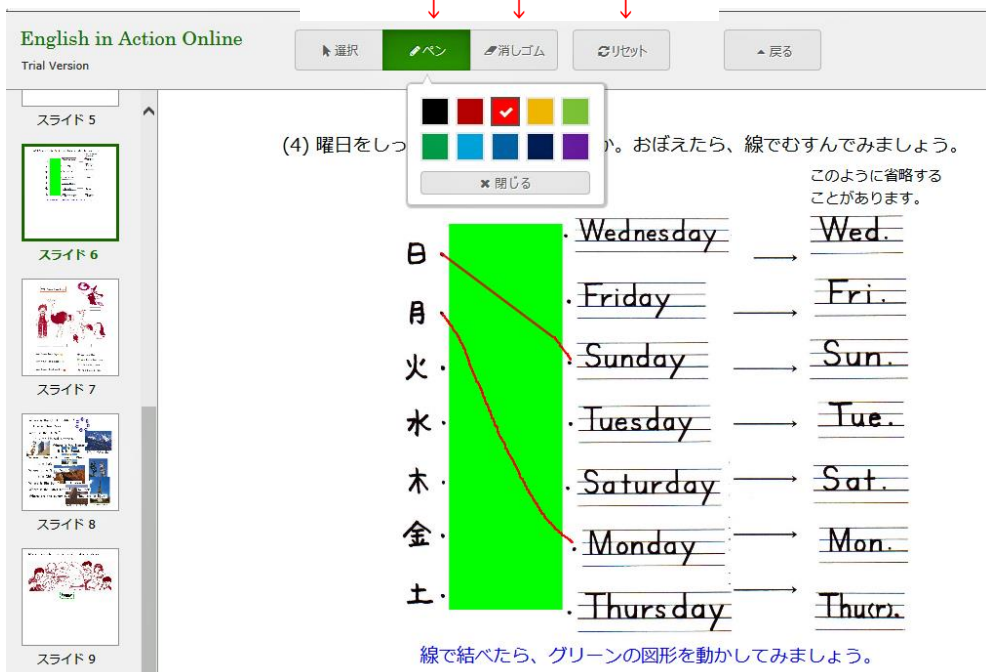 English in Action Online
Trial Version
選択
ペン
消しゴム
リセット
戻る
閉じる
スライド 5
スライド 6
スライド 7
スライド 8
スライド 9
(4) 曜日をしっ
か。おぼえたら、線でむすんでみましょう。
このように省略する
ことがあります。
日 Wednesday Wed.
月 Friday Fri.
火 Sunday Sun.
水 Tuesday Tue.
木 Saturday Sat.
金 Monday Mon.
土 Thursday Thu(r).
線で結べたら、グリーンの図形を動かしてみましょう。